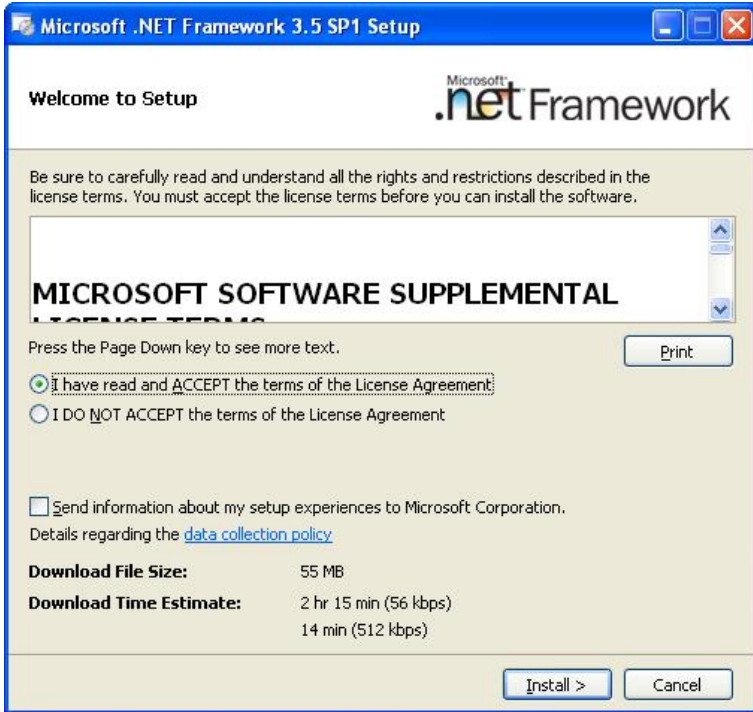 Microsoft .NET Framework 3.5 SP1 Setup
Welcome to Setup
Microsoft
.net Framework
Be sure to carefully read and understand all the rights and restrictions described in the
license terms. You must accept the license terms before you can install the software.
MICROSOFT SOFTWARE SUPPLEMENTAL
LICENSE TERMS
Press the Page Down key to see more text.
Print
I have read and ACCEPT the terms of the License Agreement
I DO NOT ACCEPT the terms of the License Agreement
Send information about my setup experiences to Microsoft Corporation.
Details regarding the data collection policy
Download File Size: 55 MB
Download Time Estimate: 2 hr 15 min (56 kbps)
14 min (512 kbps)
Install > Cancel